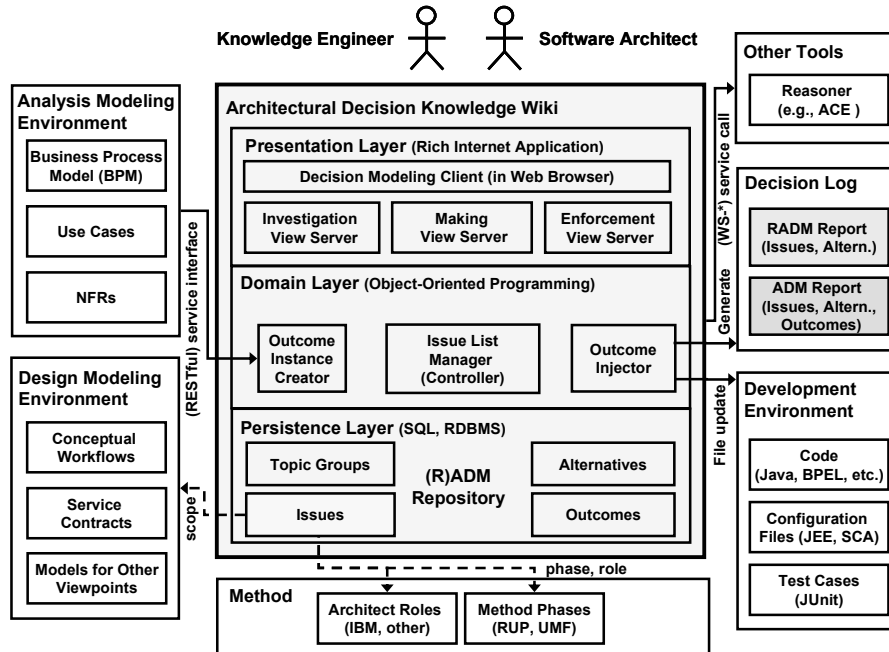 Knowledge Engineer
Software Architect
Analysis Modeling
Environment
Business Process
Model (BPM)
Use Cases
NFRs
Design Modeling
Environment
Conceptual
Workflows
Service
Contracts
Models for Other
Viewpoints
(RESTful) service interface
scope
Architectural Decision Knowledge Wiki
Presentation Layer (Rich Internet Application)
Decision Modeling Client (in Web Browser)
Investigation
View Server
Making
View Server
Enforcement
View Server
Domain Layer (Object-Oriented Programming)
Outcome
Instance
Creator
Issue List
Manager
(Controller)
Outcome
Injector
Persistence Layer (SQL, RDBMS)
Topic Groups
Issues
(R)ADM
Repository
Alternatives
Outcomes
phase, role
Method
Architect Roles
(IBM, other)
Method Phases
(RUP, UMF)
(WS-*) service call
Generate
File update
Other Tools
Reasoner
(e.g., ACE )
Decision Log
RADM Report
(Issues, Altern.)
ADM Report
(Issues, Altern.,
Outcomes)
Development
Environment
Code
(Java, BPEL, etc.)
Configuration
Files (JEE, SCA)
Test Cases
(JUnit)